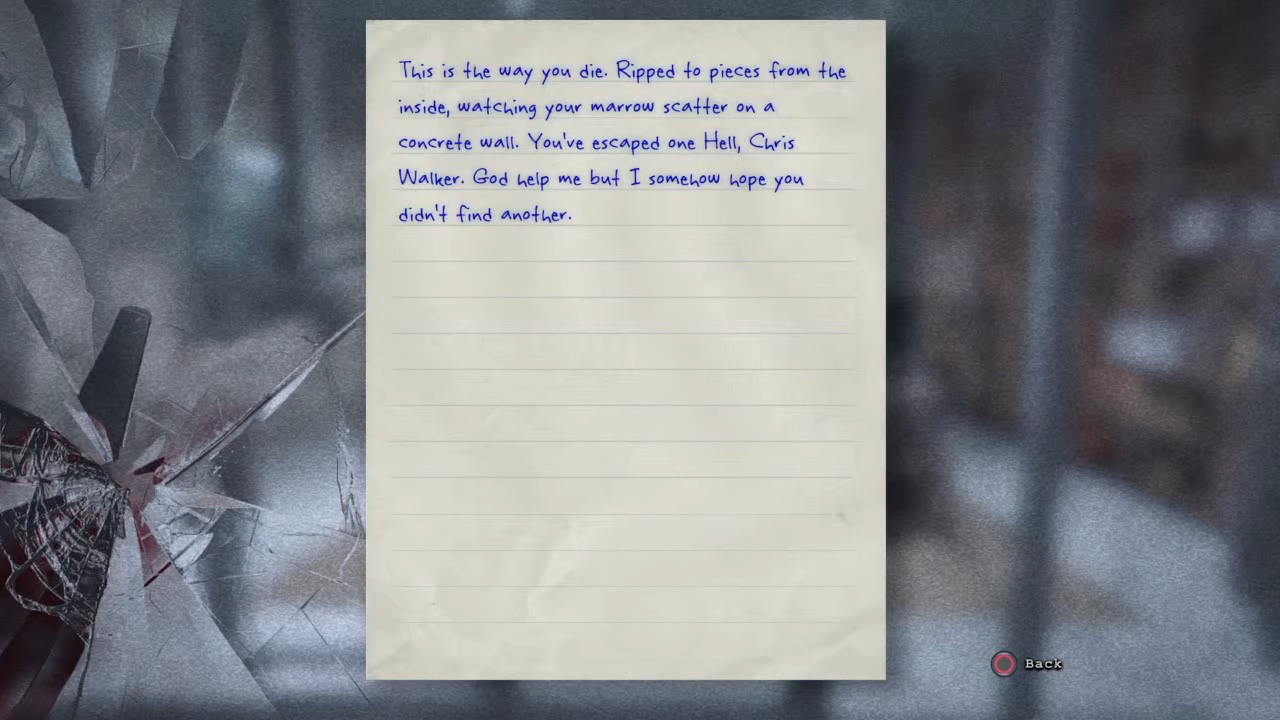 This is the way you die. Ripped to pieces from the
inside, watching your marrow scatter on a
concrete wall. You've escaped one Hell, Chris
Walker. God help me but I somehow hope you
didn't find another.
Back